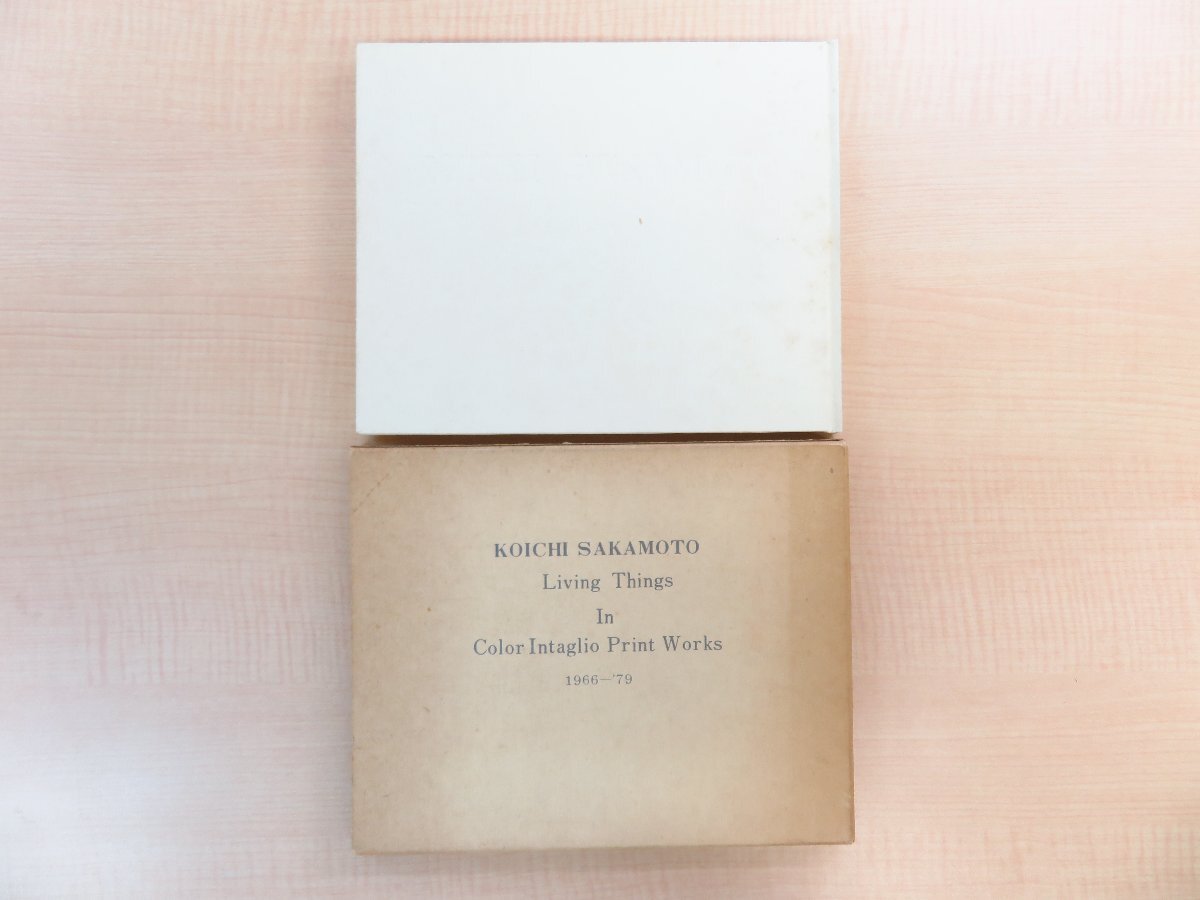 KOICHI SAKAMOTO
Living Things
In
Color Intaglio Print Works
1966—'79